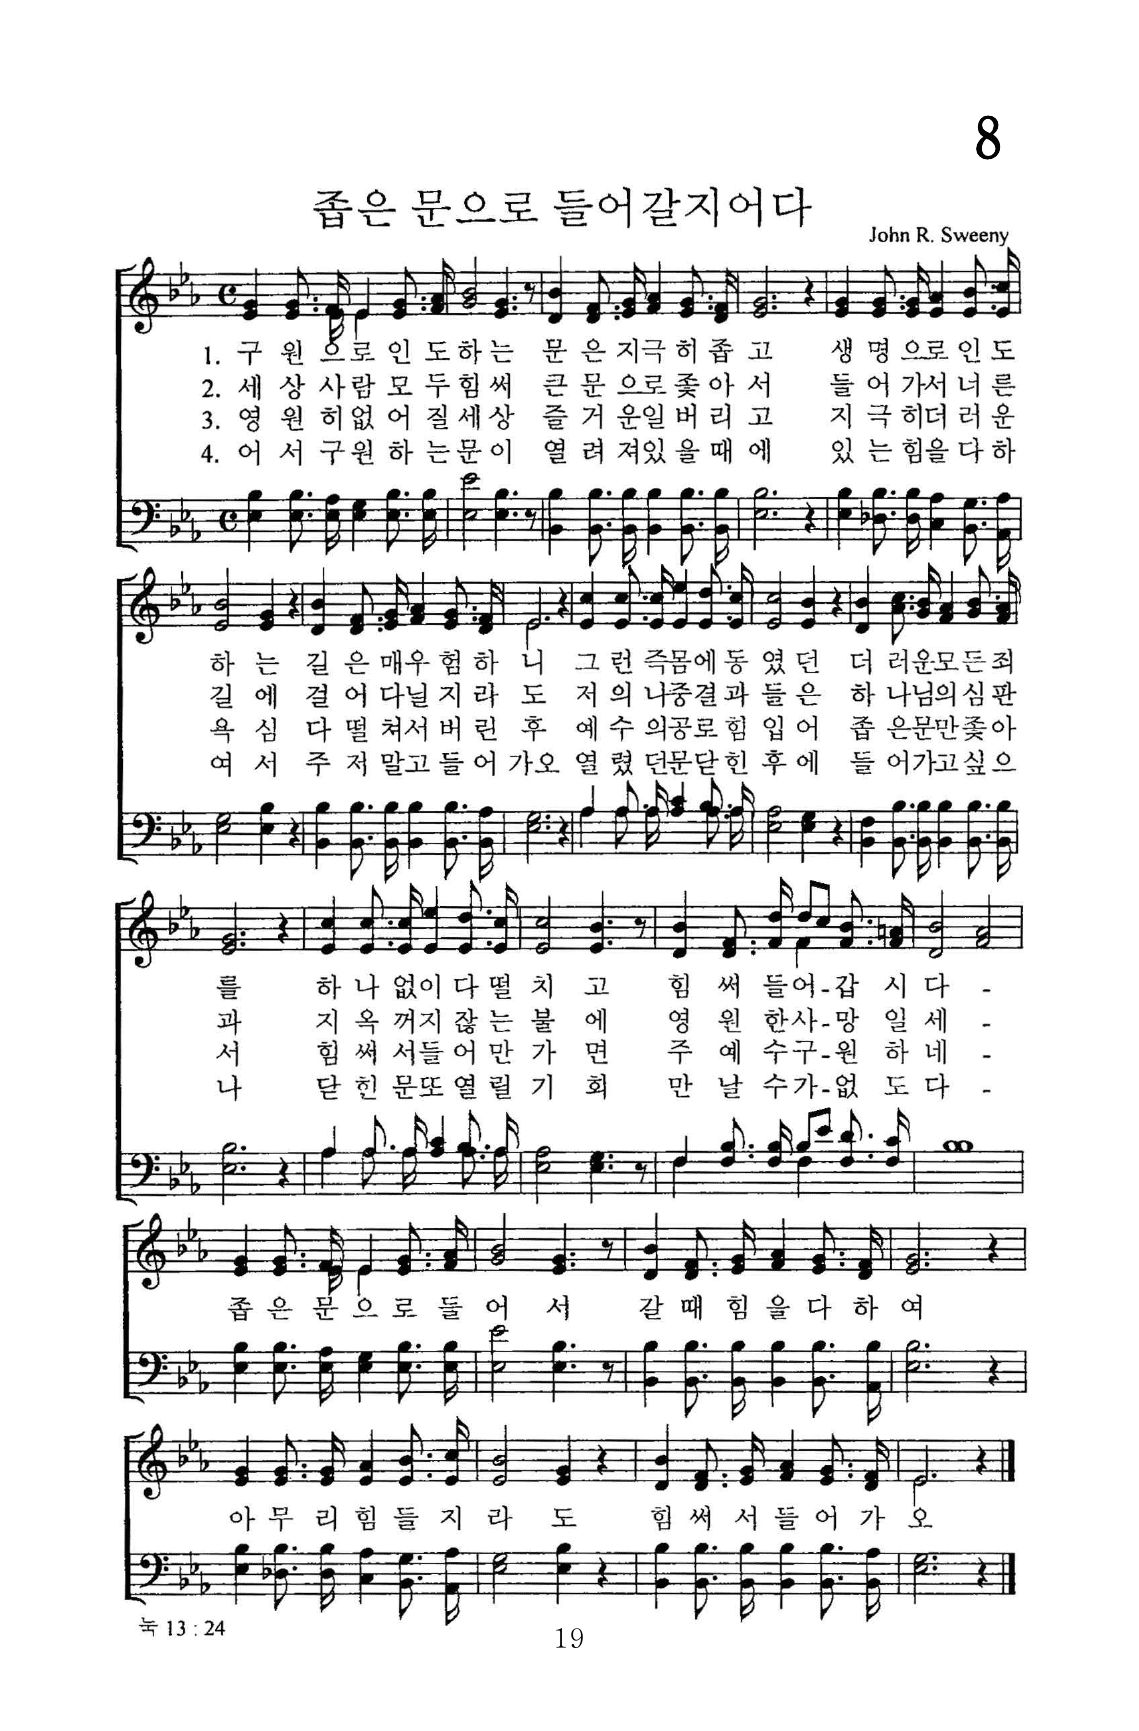 8
좁은 문으로 들어갈지어다
John R. Sweeny
1. 구 원 으로 인 도하 는 문 은 지극 히 좁 고 생 명 으로 인 도
2. 세 상 사람 모 두힘 써 큰 문 으로 좇아 서 들 어 가서 너 른
3. 영 원 히없 어 질세 상 즐 거 운일 버 리 고 지 극 히더 러 운
4. 어 서 구원 하 는문 이 열 려 져있 을 때 에 있 는 힘을 다 하
하 는 길 은 매우 험 하 니 그 런 즉몸에 동 였 던 더 러운모 든 죄
길 에 걸 어 다닐 지 라 도 저 의 나중결 과 들 은 하 나님의 심 판
욕 심 다 떨 쳐서 버 린 후 예 수 의공로 힘 입 어 좁 은문만 좇 아
여 서 주 저 말고 들 어 가오 열 렸 던문닫 힌 후 에 들 어가고 싶 으
를 하 나 없이 다 떨 치 고 힘 써 들어-갑 시 다 -
과 지 옥 꺼지 잖 는 불 에 영 원 한사-망 일 세 -
서 힘 써 서들 어 만 가 면 주 예 수구-원 하 네 -
나 닫 힌 문또 열 릴 기 회 만 날 수가-없 도 다 -
좁 은 문 으 로 들 어 서 갈 때 힘 을 다 하 여
아 무 리 힘 들 지 라 도 힘 써 서 들 어 가 오
눅 13 : 24
19